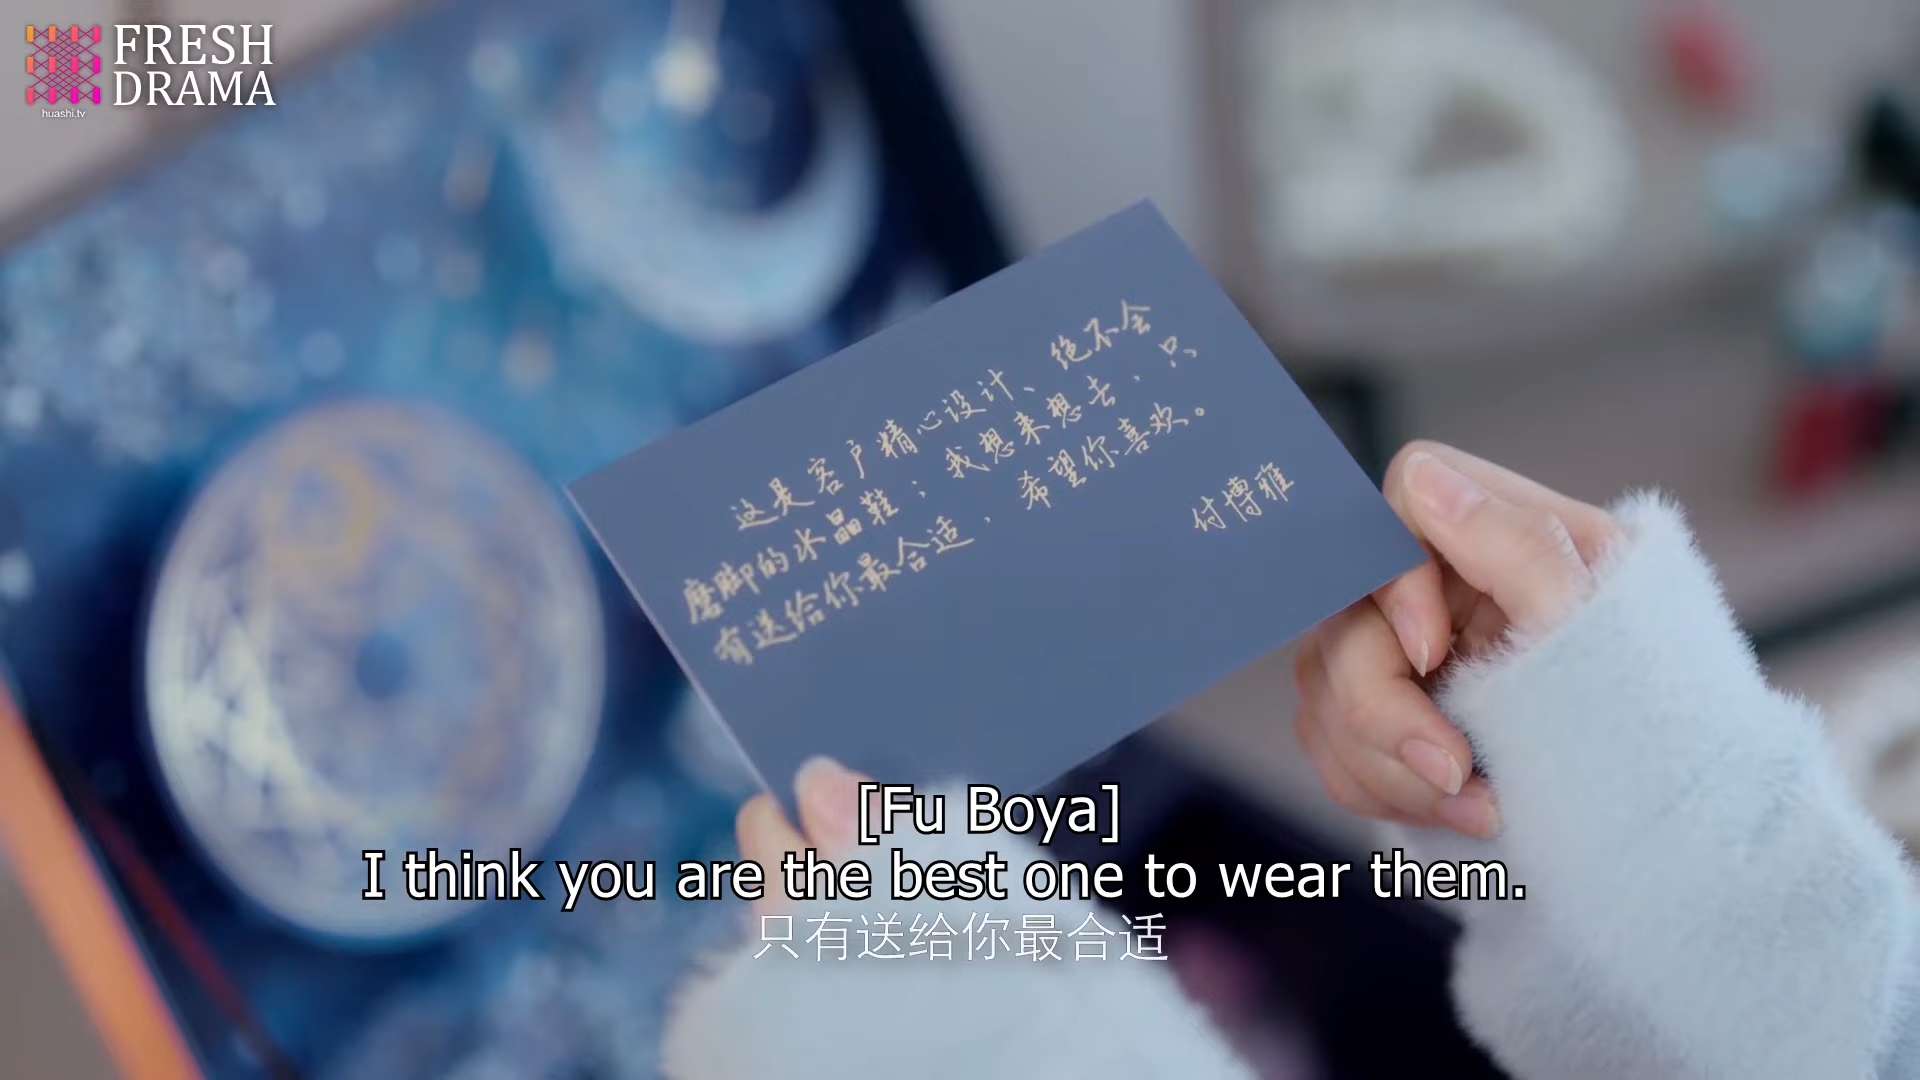 FRESH
DRAMA
huashi.tv
这是客户精心设计、绝不会
磨脚的水晶鞋；我想来想去，只
有送给你最合适，希望你喜欢。
付博雅
[Fu Boya]
I think you are the best one to wear them.
只有送给你最合适